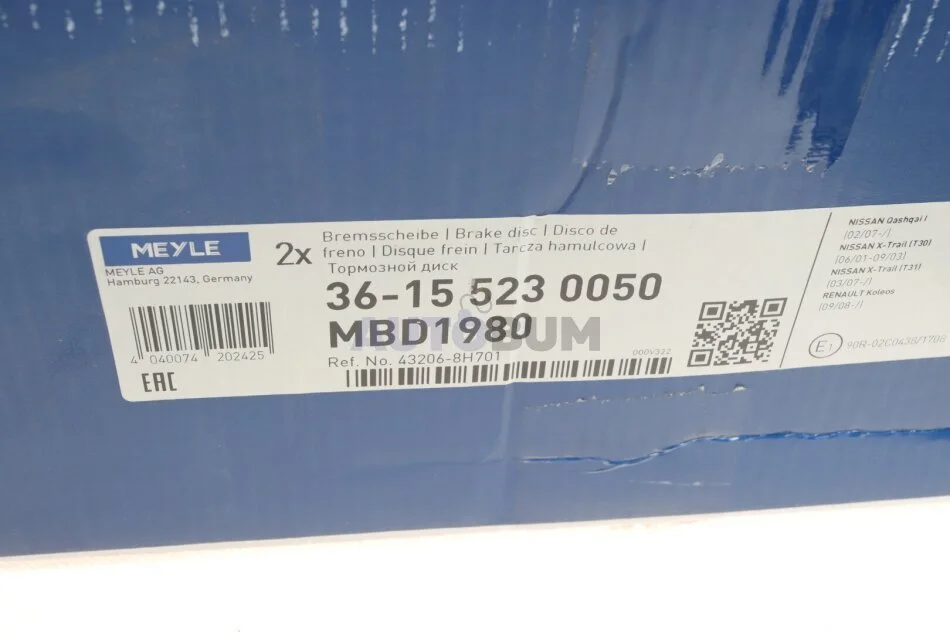 MEYLE
MEYLE AG
Hamburg 22143, Germany
4 040074 202425
EAC
2x
Bremsscheibe | Brake disc | Disco de
freno | Disque frein | Tarcza hamulcowa |
Тормозной диск
36-15 523 0050
MBD1980
AUTODUM
Ref. No. 43206-8H701
000V322
NISSAN Qashqai I
(02/07-/)
NISSAN X-Trail (T30)
(06/01-09/03)
NISSAN X-Trail (T31)
(03/07-/)
RENAULT Koleos
(09/08-/)
E1 90R-02C0438/1708